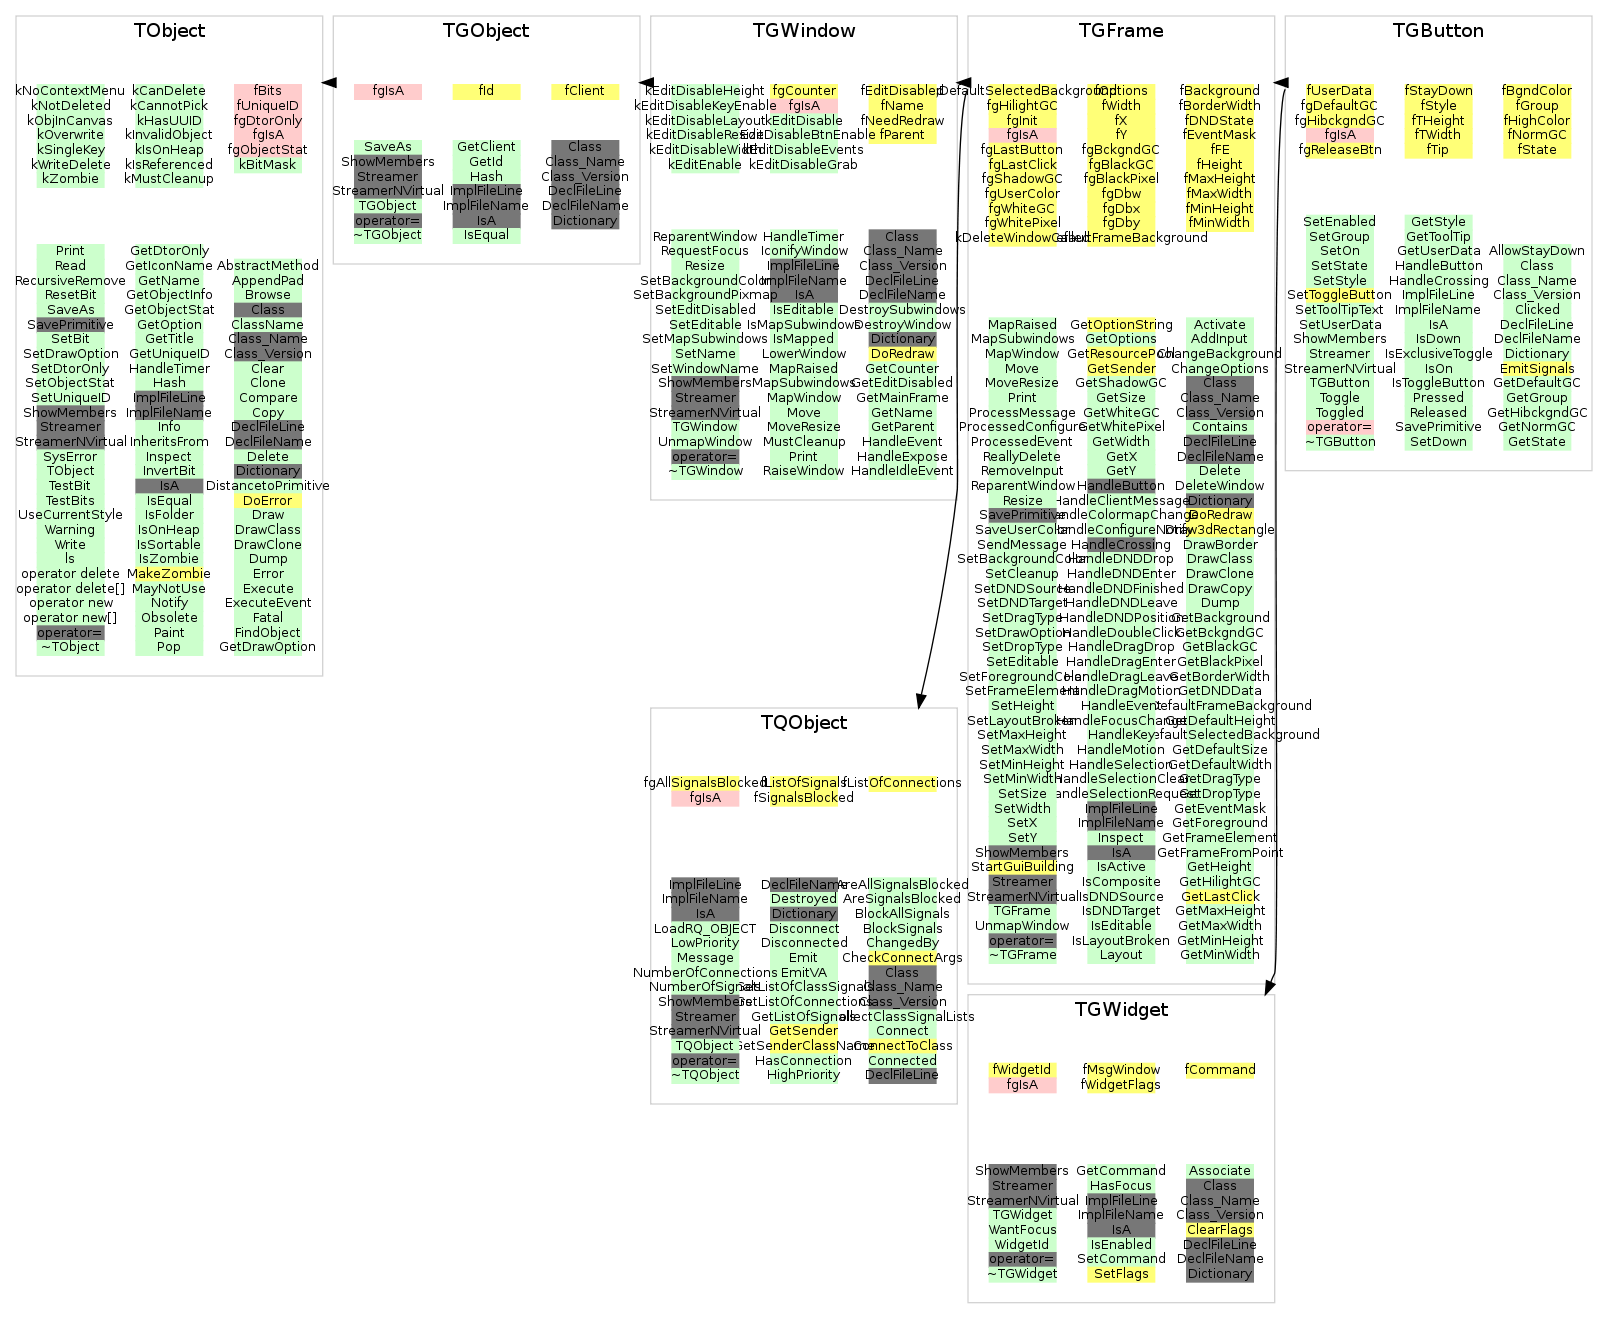 TObject
kNoContextMenu kCanDelete fBits
kNotDeleted kCannotPick fUniqueID
kObjInCanvas kHasUUID fgDtorOnly
kOverwrite kInvalidObject fgIsA
kSingleKey kIsOnHeap fgObjectStat
kWriteDelete kIsReferenced kBitMask
kZombie kMustCleanup
Print GetDtorOnly
Read GetIconName AbstractMethod
RecursiveRemove GetName AppendPad
ResetBit GetObjectInfo Browse
SaveAs GetObjectStat Class
SavePrimitive GetOption ClassName
SetBit GetTitle Class_Name
SetDrawOption GetUniqueID Class_Version
SetDtorOnly HandleTimer Clear
SetObjectStat Hash Clone
SetUniqueID ImplFileLine Compare
ShowMembers ImplFileName Copy
Streamer Info DeclFileLine
StreamerNVirtual InheritsFrom DeclFileName
SysError Inspect Delete
TObject InvertBit Dictionary
TestBit IsA DistancetoPrimitive
TestBits IsEqual DoError
UseCurrentStyle IsFolder Draw
Warning IsOnHeap DrawClass
Write IsSortable DrawClone
ls IsZombie Dump
operator delete MakeZombie Error
operator delete[] MayNotUse Execute
operator new Notify ExecuteEvent
operator new[] Obsolete Fatal
operator= Paint FindObject
~TObject Pop GetDrawOption
TGObject
fgIsA fId fClient
SaveAs GetClient Class
ShowMembers GetId Class_Name
Streamer Hash Class_Version
StreamerNVirtual ImplFileLine DeclFileLine
TGObject ImplFileName DeclFileName
operator= IsA Dictionary
~TGObject IsEqual
TGWindow
kEditDisableHeight fgCounter fEditDisabled
kEditDisableKeyEnable fgIsA fName
kEditDisableLayout kEditDisable fNeedRedraw
kEditDisableResize kEditDisableBtnEnable fParent
kEditDisableWidth kEditDisableEvents
kEditEnable kEditDisableGrab
ReparentWindow HandleTimer Class
RequestFocus IconifyWindow Class_Name
Resize ImplFileLine Class_Version
SetBackgroundColor ImplFileName DeclFileLine
SetBackgroundPixmap IsA DeclFileName
SetEditDisabled IsEditable DestroySubwindows
SetEditable IsMapSubwindows DestroyWindow
SetMapSubwindows IsMapped Dictionary
SetName LowerWindow DoRedraw
SetWindowName MapRaised GetCounter
ShowMembers MapSubwindows GetEditDisabled
Streamer MapWindow GetMainFrame
StreamerNVirtual Move GetName
TGWindow MoveResize GetParent
UnmapWindow MustCleanup HandleEvent
operator= Print HandleExpose
~TGWindow RaiseWindow HandleIdleEvent
TGFrame
DefaultSelectedBackground fOptions fBackground
fgHilightGC fWidth fBorderWidth
fgInit fX fDNDState
fgIsA fY fEventMask
fgLastButton fgBckgndGC fFE
fgLastClick fgBlackGC fHeight
fgShadowGC fgBlackPixel fMaxHeight
fgUserColor fgDbw fMaxWidth
fgWhiteGC fgDbx fMinHeight
fgWhitePixel fgDby fMinWidth
kDeleteWindowCalled efaultFrameBackground
MapRaised GetOptionString Activate
MapSubwindows GetOptions AddInput
MapWindow GetResourcePool ChangeBackground
Move GetSender ChangeOptions
MoveResize GetShadowGC Class
Print GetSize Class_Name
ProcessMessage GetWhiteGC Class_Version
ProcessedConfigure GetWhitePixel Contains
ProcessedEvent GetWidth DeclFileLine
ReallyDelete GetX DeclFileName
RemoveInput GetY Delete
ReparentWindow HandleButton DeleteWindow
Resize HandleClientMessage Dictionary
SavePrimitive andleColormapChange DoRedraw
SaveUserColor andleConfigureNotify Draw3dRectangle
SendMessage HandleCrossing DrawBorder
SetBackgroundColor HandleDNDDrop DrawClass
SetCleanup HandleDNDEnter DrawClone
SetDNDSource HandleDNDFinished DrawCopy
SetDNDTarget HandleDNDLeave Dump
SetDragType HandleDNDPosition GetBackground
SetDrawOption HandleDoubleClick GetBckgndGC
SetDropType HandleDragDrop GetBlackGC
SetEditable HandleDragEnter GetBlackPixel
SetForegroundColor HandleDragLeave GetBorderWidth
SetFrameElement HandleDragMotion GetDNDData
SetHeight HandleEvent efaultFrameBackground
SetLayoutBroken HandleFocusChange GetDefaultHeight
SetMaxHeight HandleKey efaultSelectedBackground
SetMaxWidth HandleMotion GetDefaultSize
SetMinHeight HandleSelection GetDefaultWidth
SetMinWidth HandleSelectionClear GetDragType
SetSize andleSelectionRequest GetDropType
SetWidth ImplFileLine GetEventMask
SetX ImplFileName GetForeground
SetY Inspect GetFrameElement
ShowMembers IsA GetFrameFromPoint
StartGuiBuilding IsActive GetHeight
Streamer IsComposite GetHilightGC
StreamerNVirtual IsDNDSource GetLastClick
TGFrame IsDNDTarget GetMaxHeight
UnmapWindow IsEditable GetMaxWidth
operator= IsLayoutBroken GetMinHeight
~TGFrame Layout GetMinWidth
TGButton
fUserData fStayDown fBgndColor
fgDefaultGC fStyle fGroup
fgHibckgndGC fTHeight fHighColor
fgIsA fTWidth fNormGC
fgReleaseBtn fTip fState
SetEnabled GetStyle
SetGroup GetToolTip
SetOn GetUserData AllowStayDown
SetState HandleButton Class
SetStyle HandleCrossing Class_Name
SetToggleButton ImplFileLine Class_Version
SetToolTipText ImplFileName Clicked
SetUserData IsA DeclFileLine
ShowMembers IsDown DeclFileName
Streamer IsExclusiveToggle Dictionary
StreamerNVirtual IsOn EmitSignals
TGButton IsToggleButton GetDefaultGC
Toggle Pressed GetGroup
Toggled Released GetHibckgndGC
operator= SavePrimitive GetNormGC
~TGButton SetDown GetState
TQObject
fgAllSignalsBlocked fListOfSignals fListOfConnections
fgIsA fSignalsBlocked
ImplFileLine DeclFileName AreAllSignalsBlocked
ImplFileName Destroyed AreSignalsBlocked
IsA Dictionary BlockAllSignals
LoadRQ_OBJECT Disconnect BlockSignals
LowPriority Disconnected ChangedBy
Message Emit CheckConnectArgs
NumberOfConnections EmitVA Class
NumberOfSignals GetListOfClassSignals Class_Name
ShowMembers GetListOfConnections Class_Version
Streamer GetListOfSignals ollectClassSignalLists
StreamerNVirtual GetSender Connect
TQObject GetSenderClassName ConnectToClass
operator= HasConnection Connected
~TQObject HighPriority DeclFileLine
TGWidget
fWidgetId fMsgWindow fCommand
fgIsA fWidgetFlags
ShowMembers GetCommand Associate
Streamer HasFocus Class
StreamerNVirtual ImplFileLine Class_Name
TGWidget ImplFileName Class_Version
WantFocus IsA ClearFlags
WidgetId IsEnabled DeclFileLine
operator= SetCommand DeclFileName
~TGWidget SetFlags Dictionary